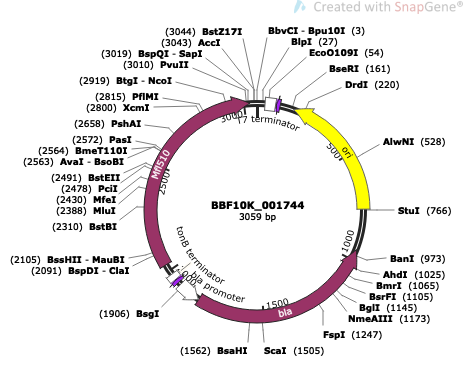 Created with SnapGene®
(3044) BstZ17I
(3043) AccI
(3019) BspQI - SapI
(3010) PvuII
(2919) BtgI - NcoI
(2815) PflMI
(2800) XcmI
(2658) PshAI
(2572) PasI
(2564) BmeT110I
(2563) AvaI - BsoBI
(2491) BstEII
(2478) PciI
(2430) MfeI
(2388) MluI
(2310) BstBI
(2105) BssHII - MauBI
(2091) BspDI - ClaI
(1906) BsgI
(1562) BsaHI
ScaI (1505)
BbvCI - Bpu10I (3)
BlpI (27)
EcoO109I (54)
BseRI (161)
DrdI (220)
AlwNI (528)
StuI (766)
BanI (973)
AhdI (1025)
BmrI (1065)
BsrFI (1105)
BglI (1145)
NmeAIII (1173)
FspI (1247)
3000
T7 terminator
500
ori
1000
1500
bla
bla promoter
tonB terminator
2500
Mfl510
BBF10K_001744
3059 bp